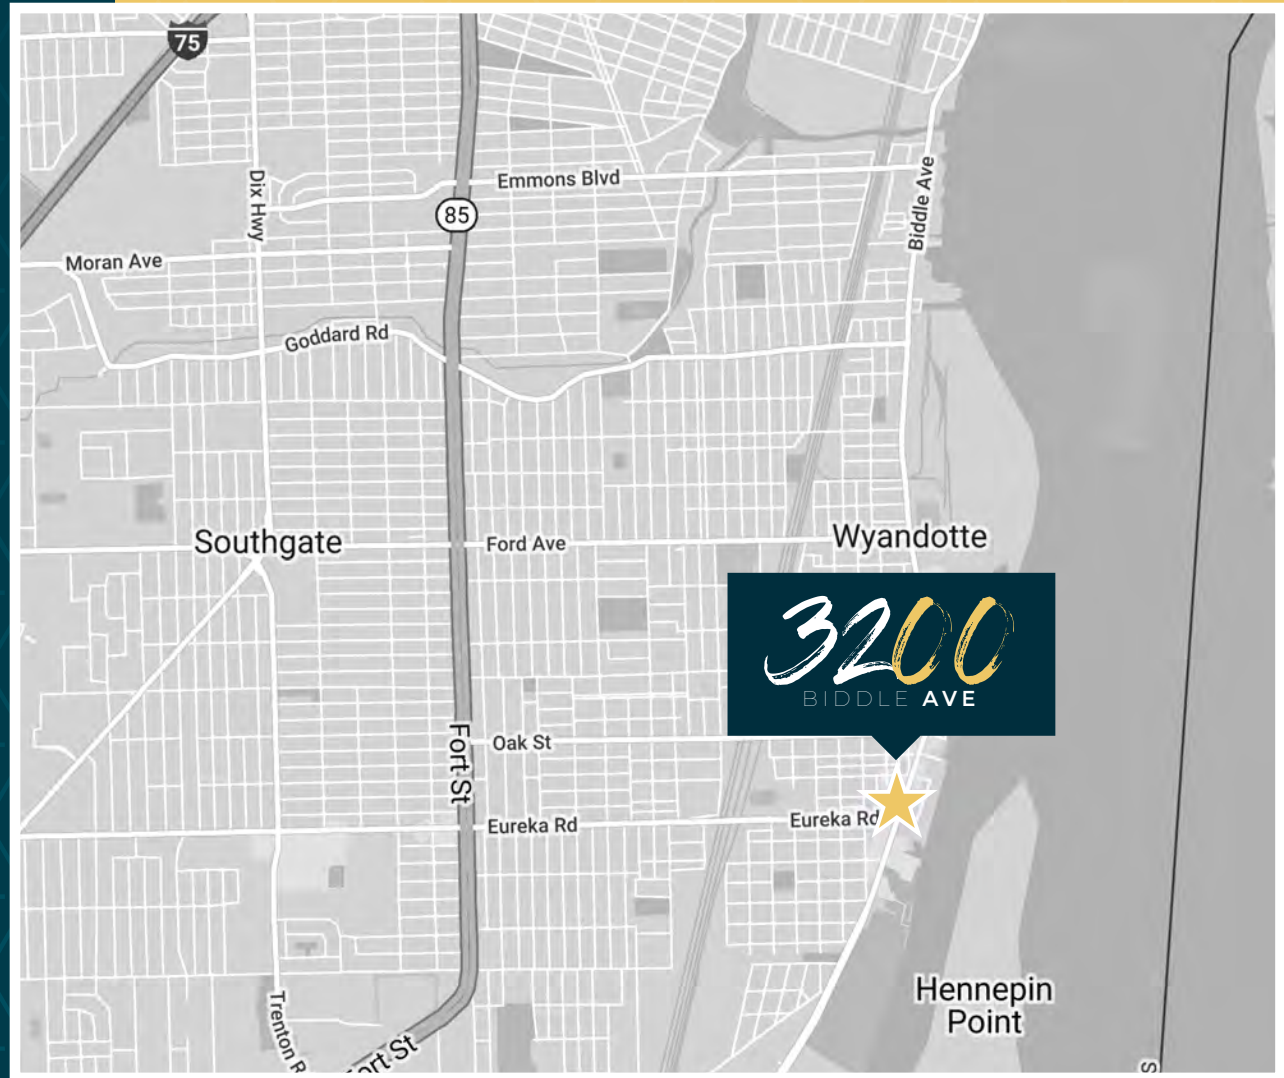 75
Dix Hwy
Emmons Blvd
85
Biddle Ave
Moran Ave
Goddard Rd
Southgate
Ford Ave
Wyandotte
3200
BIDDLE AVE
Fort St
Oak St
Eureka Rd
Eureka Rd
Hennepin
Point
Trenton R
ort St
S